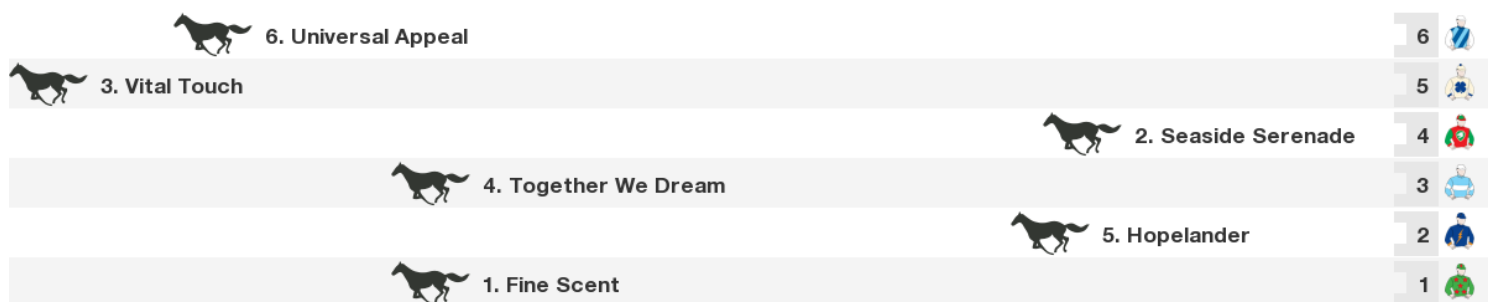 6. Universal Appeal 6
3. Vital Touch 5
2. Seaside Serenade 4
4. Together We Dream 3
5. Hopelander 2
1. Fine Scent 1